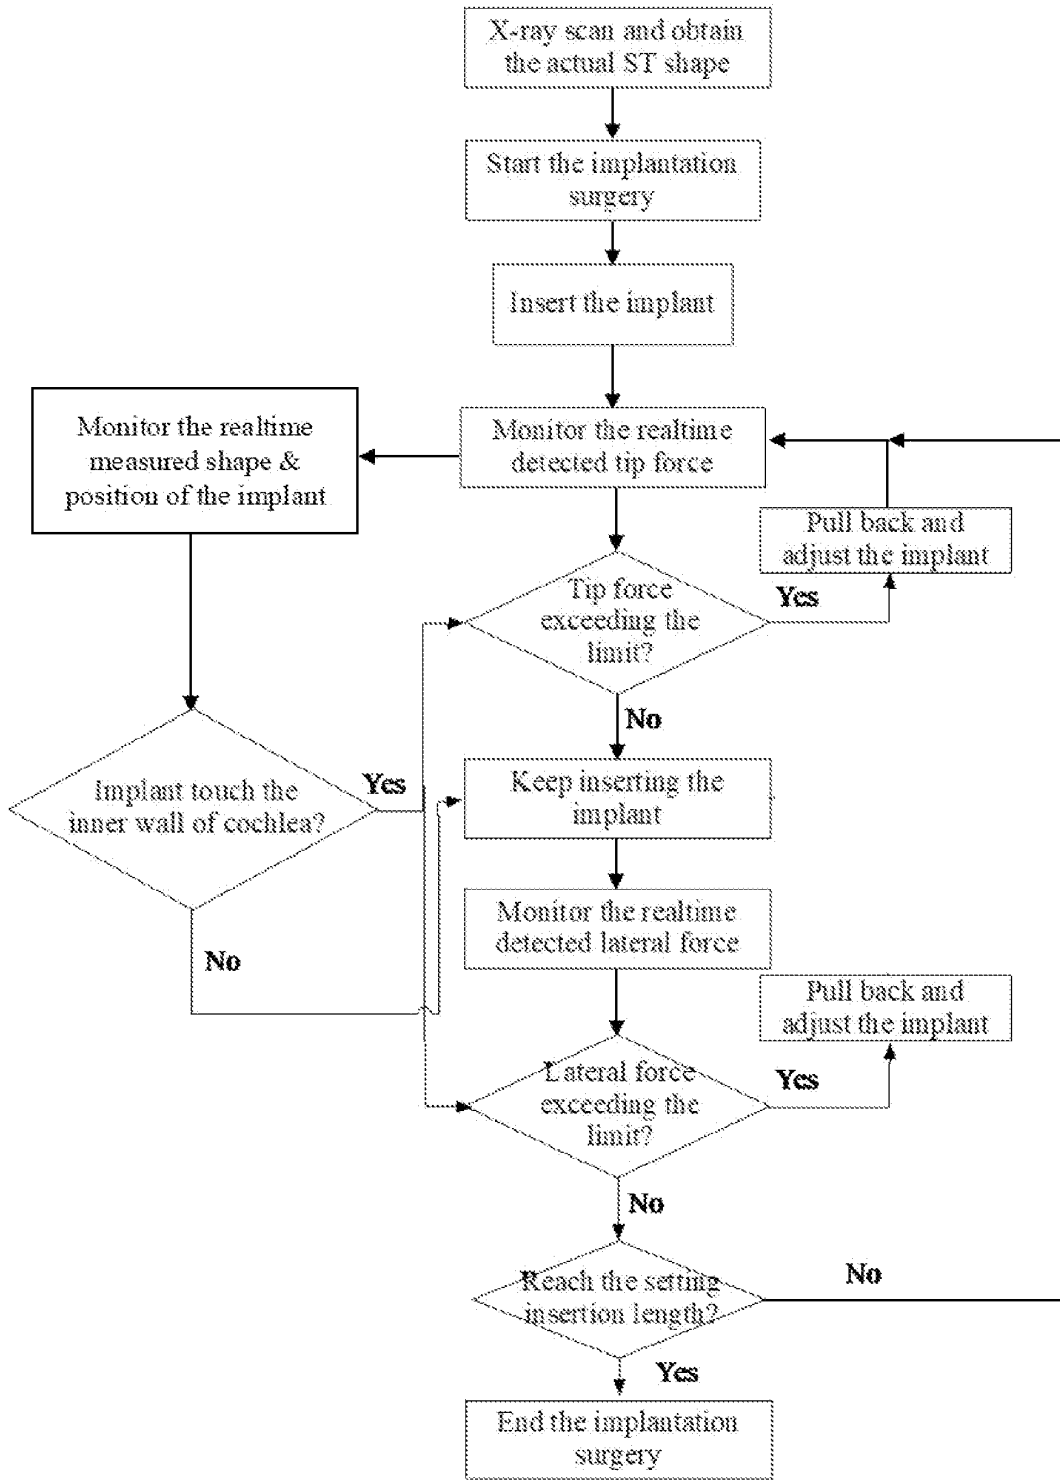 X-ray scan and obtain
the actual ST shape
Start the implantation
surgery
Insert the implant
Monitor the realtime
measured shape &
position of the implant
Monitor the realtime
detected tip force
Pull back and
adjust the implant
Tip force
exceeding the
limit?
Yes
No
Implant touch the
inner wall of cochlea?
Yes
No
Keep inserting the
implant
Monitor the realtime
detected lateral force
Pull back and
adjust the implant
Lateral force
exceeding the
limit?
Yes
No
Reach the setting
insertion length?
No
Yes
End the implantation
surgery